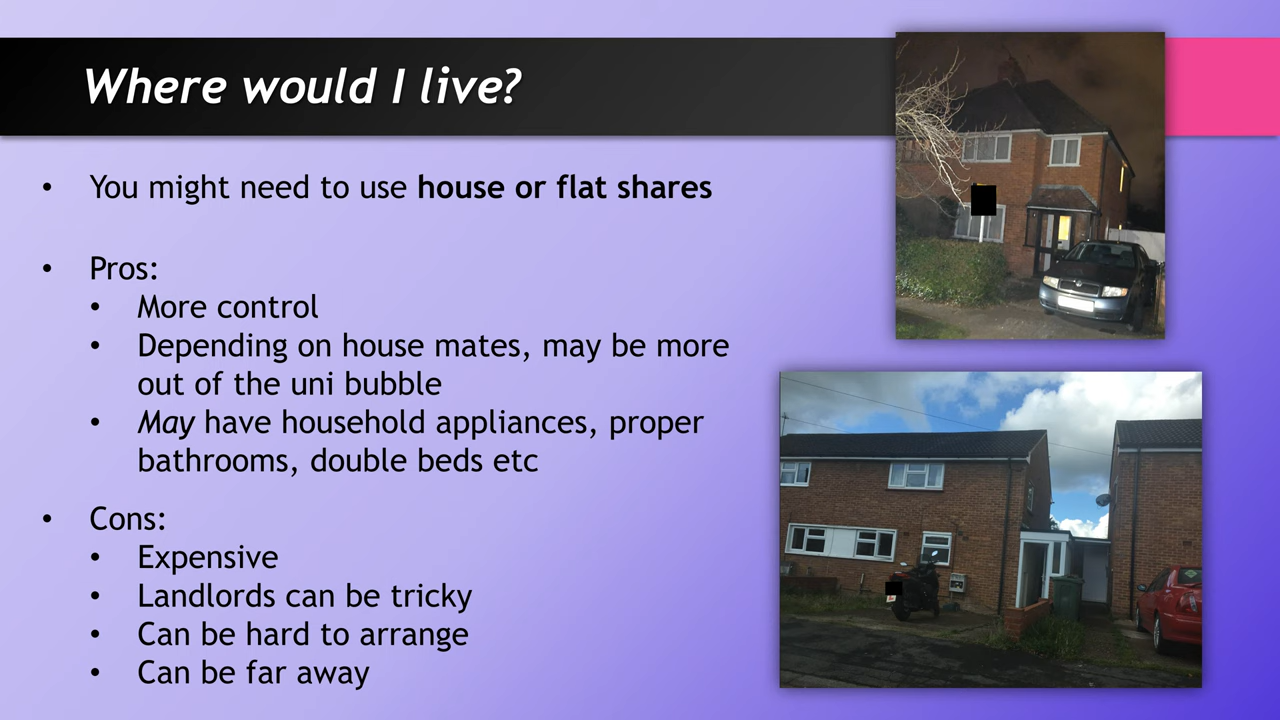 Where would I live?
• You might need to use house or flat shares
• Pros:
• More control
• Depending on house mates, may be more
out of the uni bubble
• May have household appliances, proper
bathrooms, double beds etc
• Cons:
• Expensive
• Landlords can be tricky
• Can be hard to arrange
• Can be far away